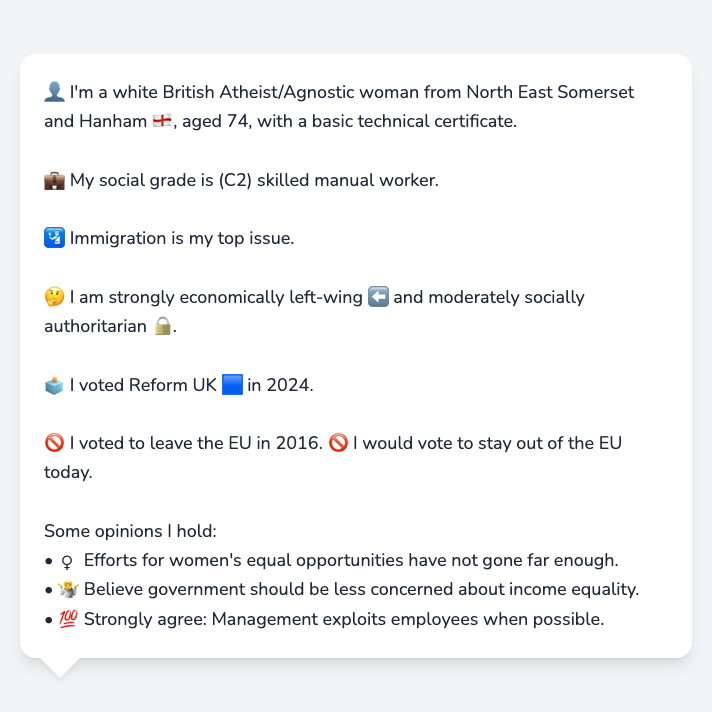 👤 I'm a white British Atheist/Agnostic woman from North East Somerset
and Hanham 🏴󠁧󠁢󠁥󠁮󠁧󠁿, aged 74, with a basic technical certificate.
💼 My social grade is (C2) skilled manual worker.
🛂 Immigration is my top issue.
🤔 I am strongly economically left-wing ⬅️ and moderately socially
authoritarian 🔒.
🗳️ I voted Reform UK 🟦 in 2024.
🚫 I voted to leave the EU in 2016. 🚫 I would vote to stay out of the EU
today.
Some opinions I hold:
• ♀ Efforts for women's equal opportunities have not gone far enough.
• 🤷 Believe government should be less concerned about income equality.
• 💯 Strongly agree: Management exploits employees when possible.